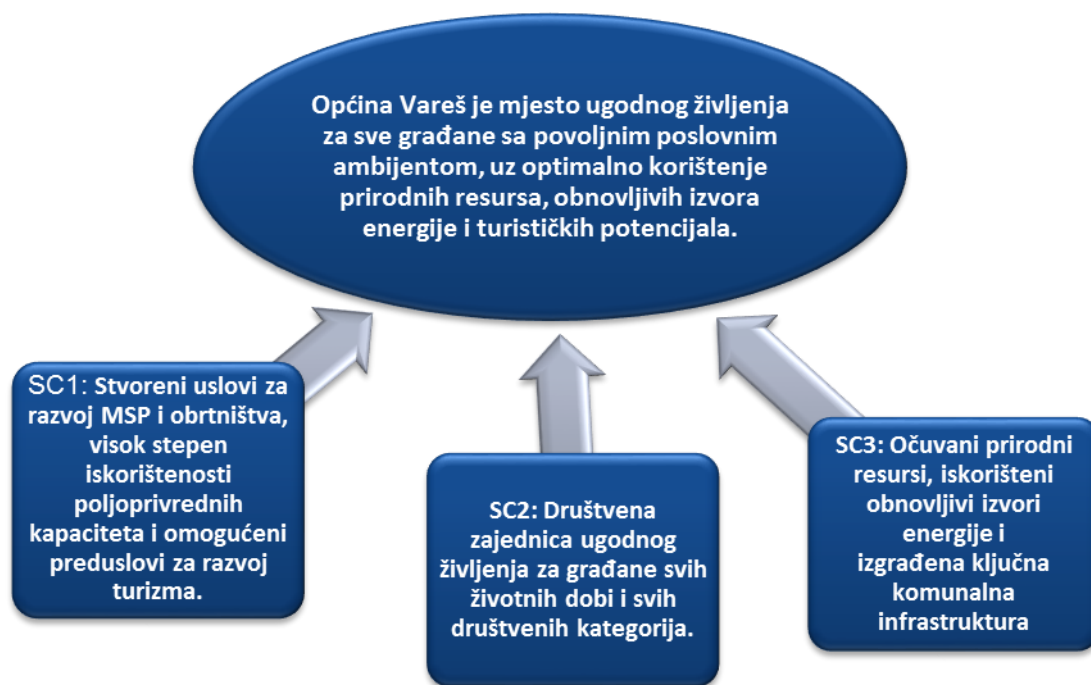 Općina Vareš je mjesto ugodnog življenja
za sve građane sa povoljnim poslovnim
ambijentom, uz optimalno korištenje
prirodnih resursa, obnovljivih izvora
energije i turističkih potencijala.
SC1: Stvoreni uslovi za
razvoj MSP i obrtništva,
visok stepen
iskorištenosti
poljoprivrednih
kapaciteta i omogućeni
preduslovi za razvoj
turizma.
SC2: Društvena
zajednica ugodnog
življenja za građane svih
životnih dobi i svih
društvenih kategorija.
SC3: Očuvani prirodni
resursi, iskorišteni
obnovljivi izvori
energije i
izgrađena ključna
komunalna
infrastruktura